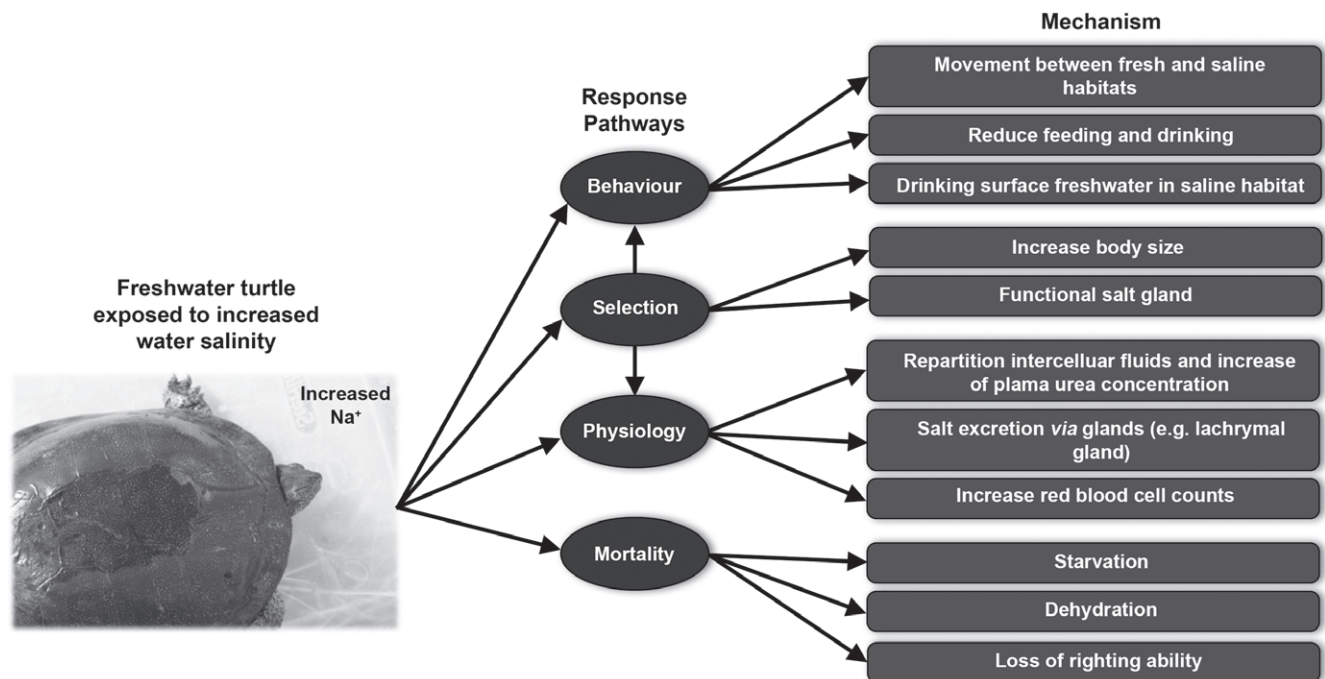 Mechanism
Movement between fresh and saline
habitats
Response
Pathways
Reduce feeding and drinking
Behaviour
Drinking surface freshwater in saline habitat
Increase body size
Freshwater turtle
exposed to increased
water salinity
Selection
Functional salt gland
Increased
Na⁺
Repartition intercelluar fluids and increase
of plama urea concentration
Physiology
Salt excretion via glands (e.g. lachrymal
gland)
Increase red blood cell counts
Mortality
Starvation
Dehydration
Loss of righting ability